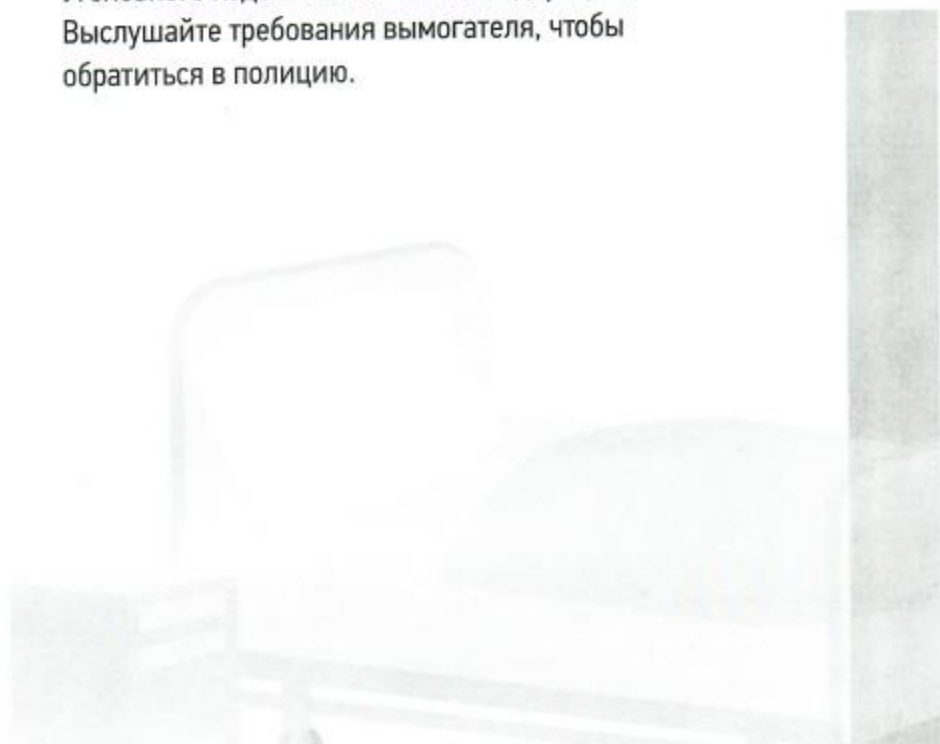 Выслушайте требования вымогателя, чтобы
обратиться в полицию.